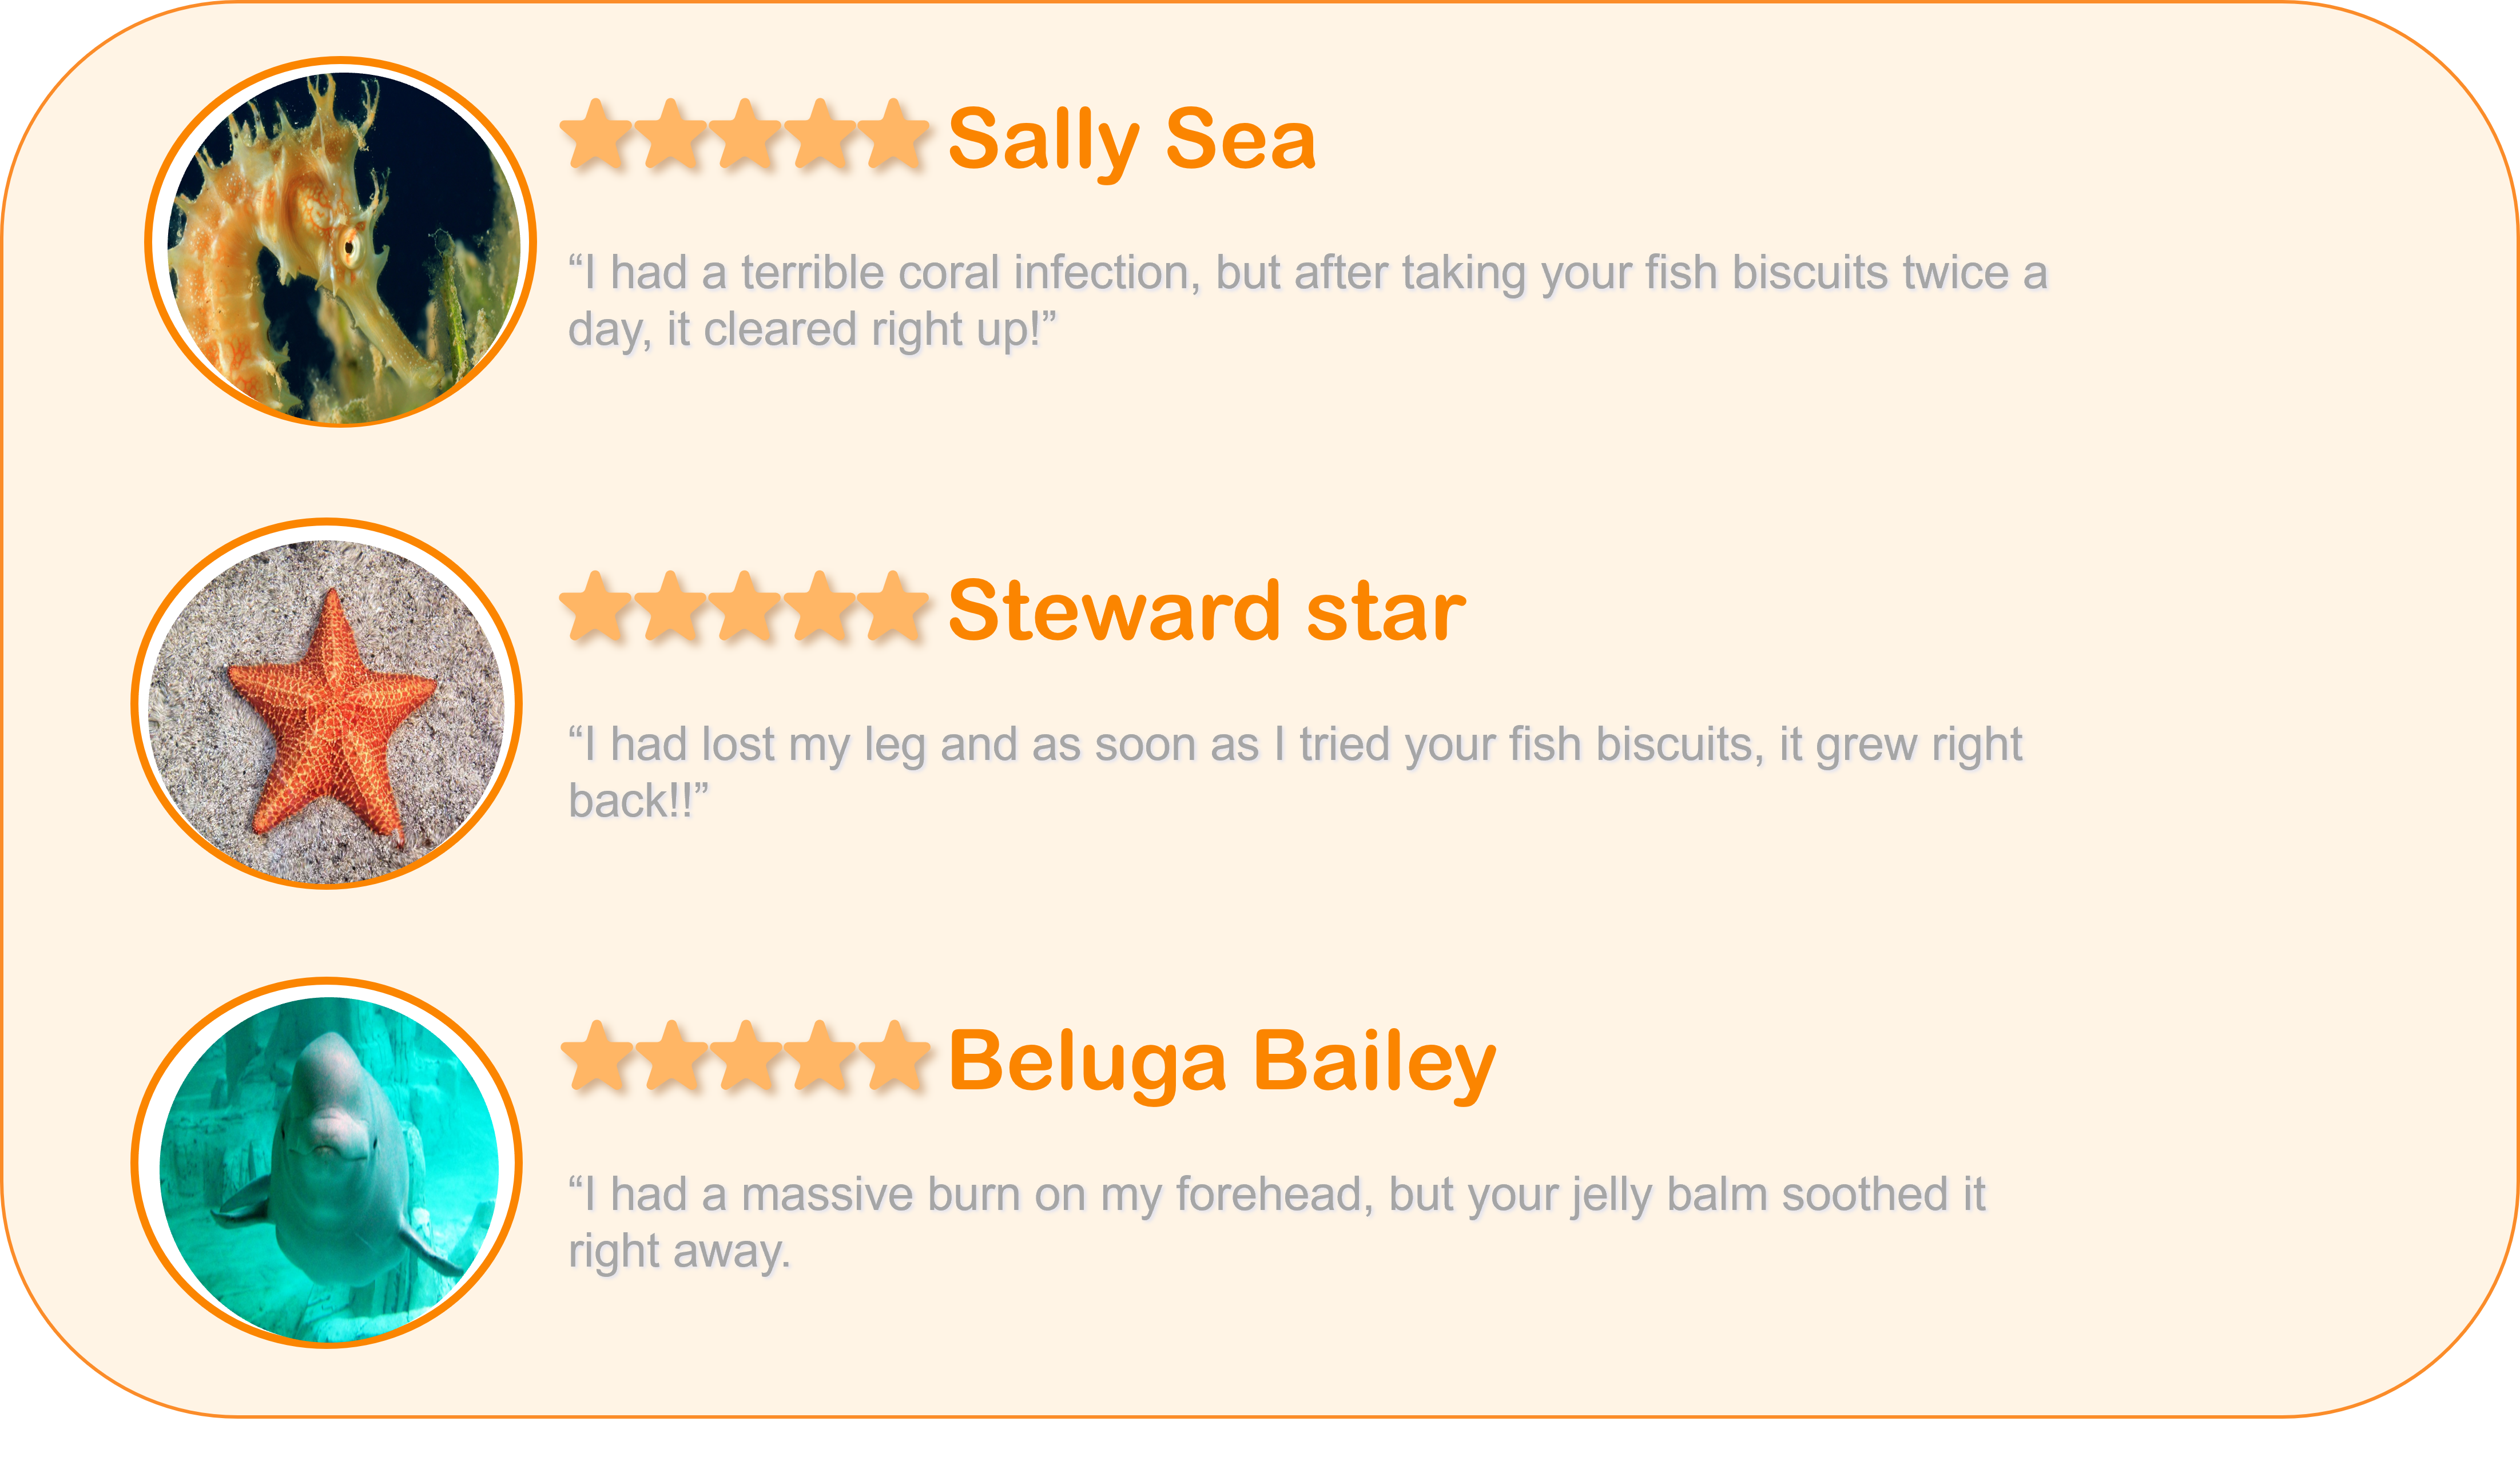 Sally Sea
“I had a terrible coral infection, but after taking your fish biscuits twice a
day, it cleared right up!”
Steward star
“I had lost my leg and as soon as I tried your fish biscuits, it grew right
back!!”
Beluga Bailey
“I had a massive burn on my forehead, but your jelly balm soothed it
right away.